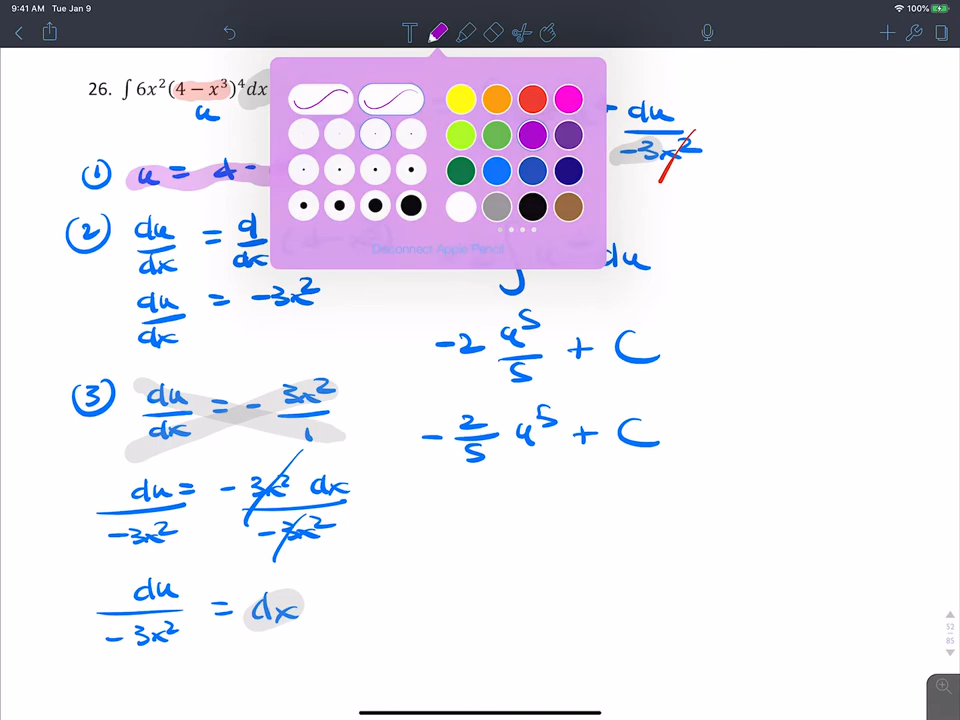 9:41 AM Tue Jan 9
100%
T
26. ∫ 6x²(4 − x³)⁴dx
u
① u = 4 -
② du/dx = d/dx
du/dx = -3x²
③ du/dx = - 3x²/1
du/-3x² = -3x² dx/-3x²
du/-3x² = dx
du/-3x²
Disconnect Apple Pencil
∫ du
-2 u⁵/5 + C
- 2/5 u⁵ + C
52
85